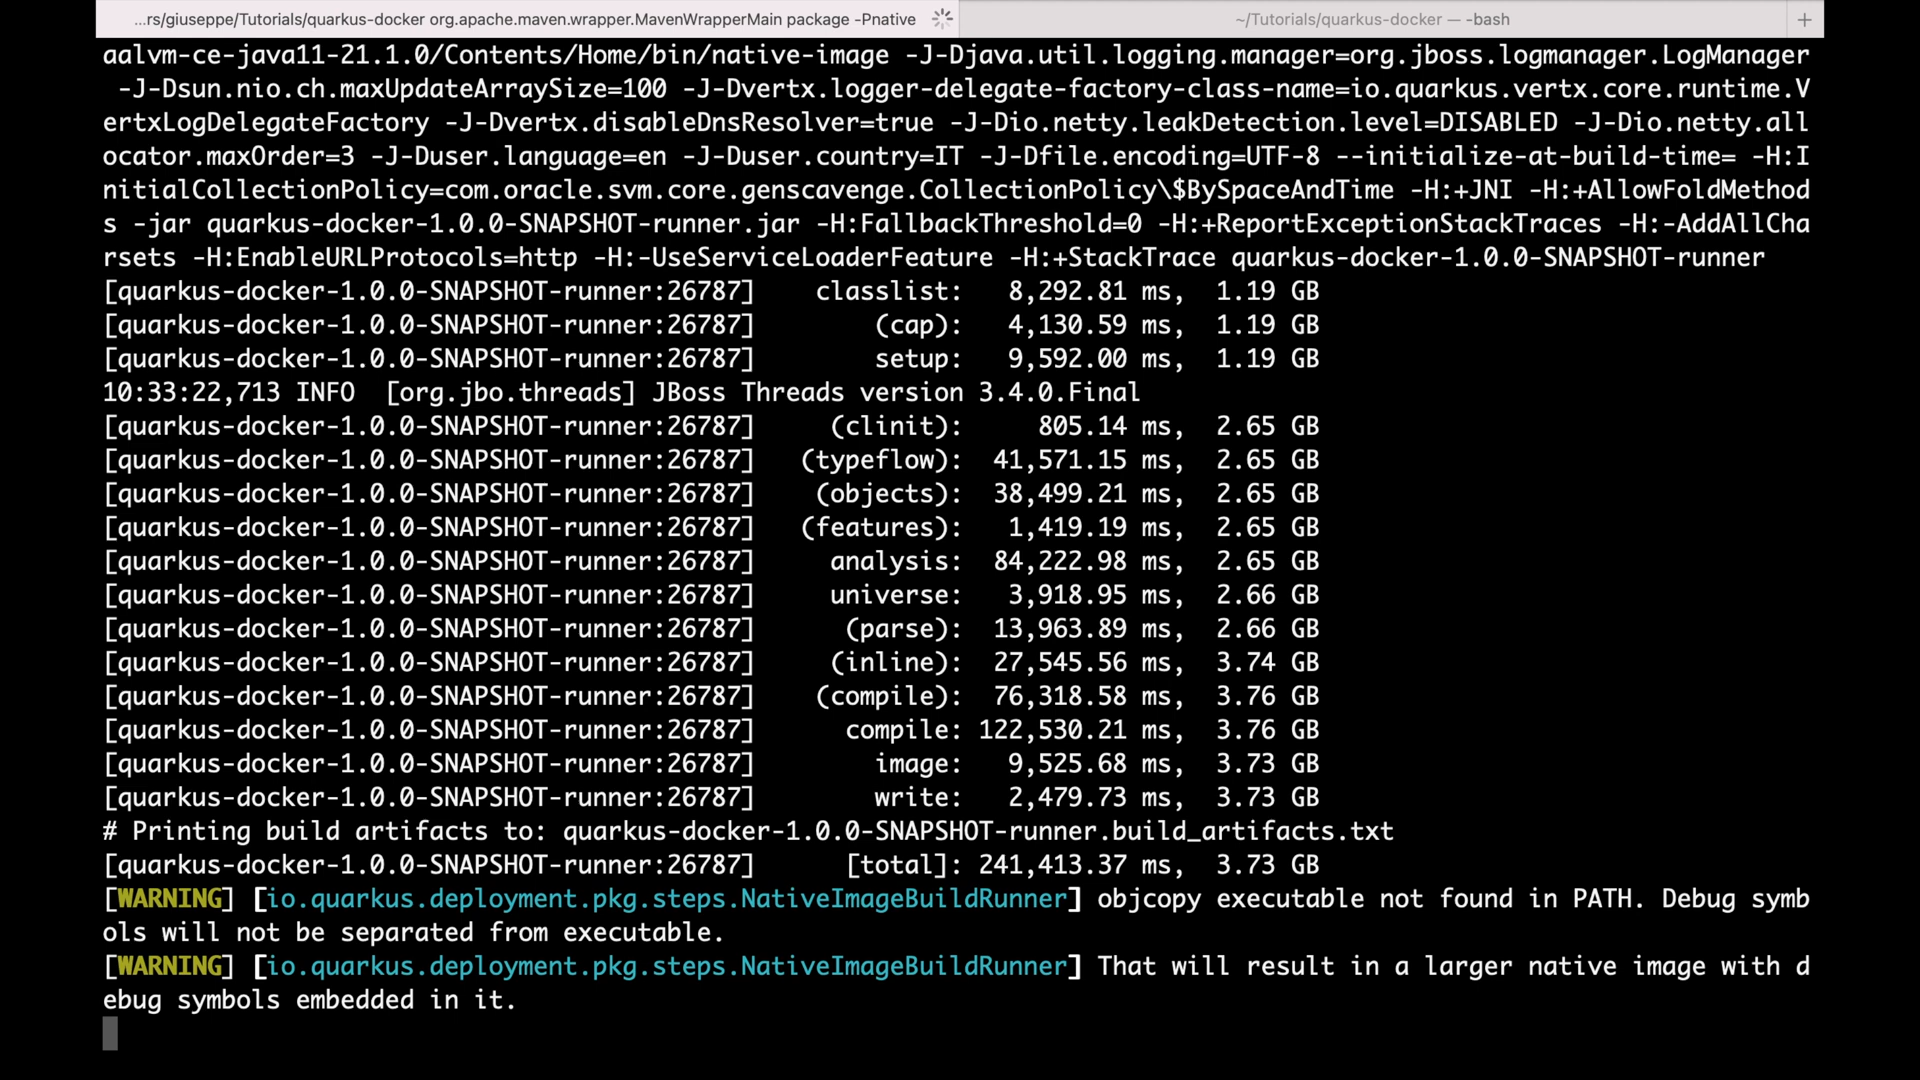 ...rs/giuseppe/Tutorials/quarkus-docker org.apache.maven.wrapper.MavenWrapperMain package -Pnative
~/Tutorials/quarkus-docker — -bash
+
aalvm-ce-java11-21.1.0/Contents/Home/bin/native-image -J-Djava.util.logging.manager=org.jboss.logmanager.LogManager
-J-Dsun.nio.ch.maxUpdateArraySize=100 -J-Dvertx.logger-delegate-factory-class-name=io.quarkus.vertx.core.runtime.V
ertxLogDelegateFactory -J-Dvertx.disableDnsResolver=true -J-Dio.netty.leakDetection.level=DISABLED -J-Dio.netty.all
ocator.maxOrder=3 -J-Duser.language=en -J-Duser.country=IT -J-Dfile.encoding=UTF-8 --initialize-at-build-time= -H:I
nitialCollectionPolicy=com.oracle.svm.core.genscavenge.CollectionPolicy\$BySpaceAndTime -H:+JNI -H:+AllowFoldMethod
s -jar quarkus-docker-1.0.0-SNAPSHOT-runner.jar -H:FallbackThreshold=0 -H:+ReportExceptionStackTraces -H:-AddAllCha
rsets -H:EnableURLProtocols=http -H:-UseServiceLoaderFeature -H:+StackTrace quarkus-docker-1.0.0-SNAPSHOT-runner
[quarkus-docker-1.0.0-SNAPSHOT-runner:26787]    classlist:   8,292.81 ms,  1.19 GB
[quarkus-docker-1.0.0-SNAPSHOT-runner:26787]        (cap):   4,130.59 ms,  1.19 GB
[quarkus-docker-1.0.0-SNAPSHOT-runner:26787]        setup:   9,592.00 ms,  1.19 GB
10:33:22,713 INFO  [org.jbo.threads] JBoss Threads version 3.4.0.Final
[quarkus-docker-1.0.0-SNAPSHOT-runner:26787]     (clinit):     805.14 ms,  2.65 GB
[quarkus-docker-1.0.0-SNAPSHOT-runner:26787]   (typeflow):  41,571.15 ms,  2.65 GB
[quarkus-docker-1.0.0-SNAPSHOT-runner:26787]    (objects):  38,499.21 ms,  2.65 GB
[quarkus-docker-1.0.0-SNAPSHOT-runner:26787]   (features):   1,419.19 ms,  2.65 GB
[quarkus-docker-1.0.0-SNAPSHOT-runner:26787]     analysis:  84,222.98 ms,  2.65 GB
[quarkus-docker-1.0.0-SNAPSHOT-runner:26787]     universe:   3,918.95 ms,  2.66 GB
[quarkus-docker-1.0.0-SNAPSHOT-runner:26787]      (parse):  13,963.89 ms,  2.66 GB
[quarkus-docker-1.0.0-SNAPSHOT-runner:26787]     (inline):  27,545.56 ms,  3.74 GB
[quarkus-docker-1.0.0-SNAPSHOT-runner:26787]    (compile):  76,318.58 ms,  3.76 GB
[quarkus-docker-1.0.0-SNAPSHOT-runner:26787]      compile: 122,530.21 ms,  3.76 GB
[quarkus-docker-1.0.0-SNAPSHOT-runner:26787]        image:   9,525.68 ms,  3.73 GB
[quarkus-docker-1.0.0-SNAPSHOT-runner:26787]        write:   2,479.73 ms,  3.73 GB
# Printing build artifacts to: quarkus-docker-1.0.0-SNAPSHOT-runner.build_artifacts.txt
[quarkus-docker-1.0.0-SNAPSHOT-runner:26787]      [total]: 241,413.37 ms,  3.73 GB
[WARNING] [io.quarkus.deployment.pkg.steps.NativeImageBuildRunner] objcopy executable not found in PATH. Debug symb
ols will not be separated from executable.
[WARNING] [io.quarkus.deployment.pkg.steps.NativeImageBuildRunner] That will result in a larger native image with d
ebug symbols embedded in it.